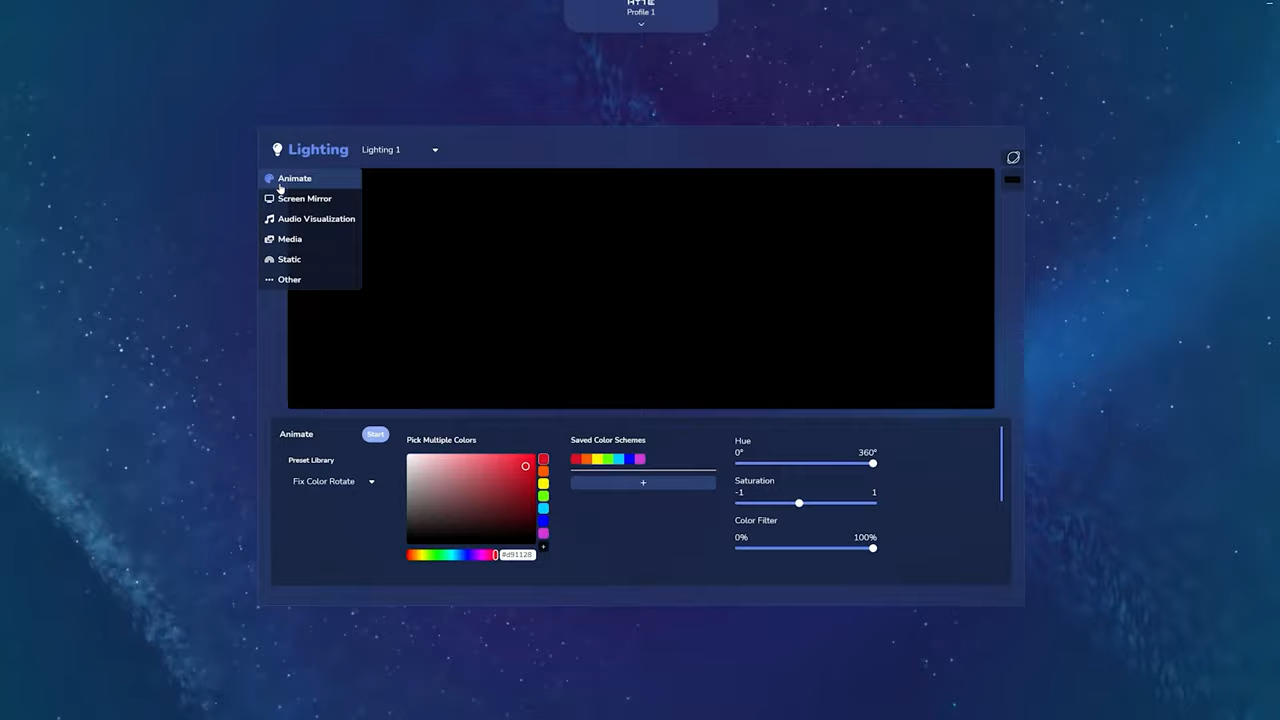 HYTE
Profile 1
Lighting
Lighting 1
Animate
Screen Mirror
Audio Visualization
Media
Static
Other
Animate
Start
Preset Library
Fix Color Rotate
Pick Multiple Colors
#d91128
+
Saved Color Schemes
+
Hue
0° 360°
Saturation
-1 1
Color Filter
0% 100%